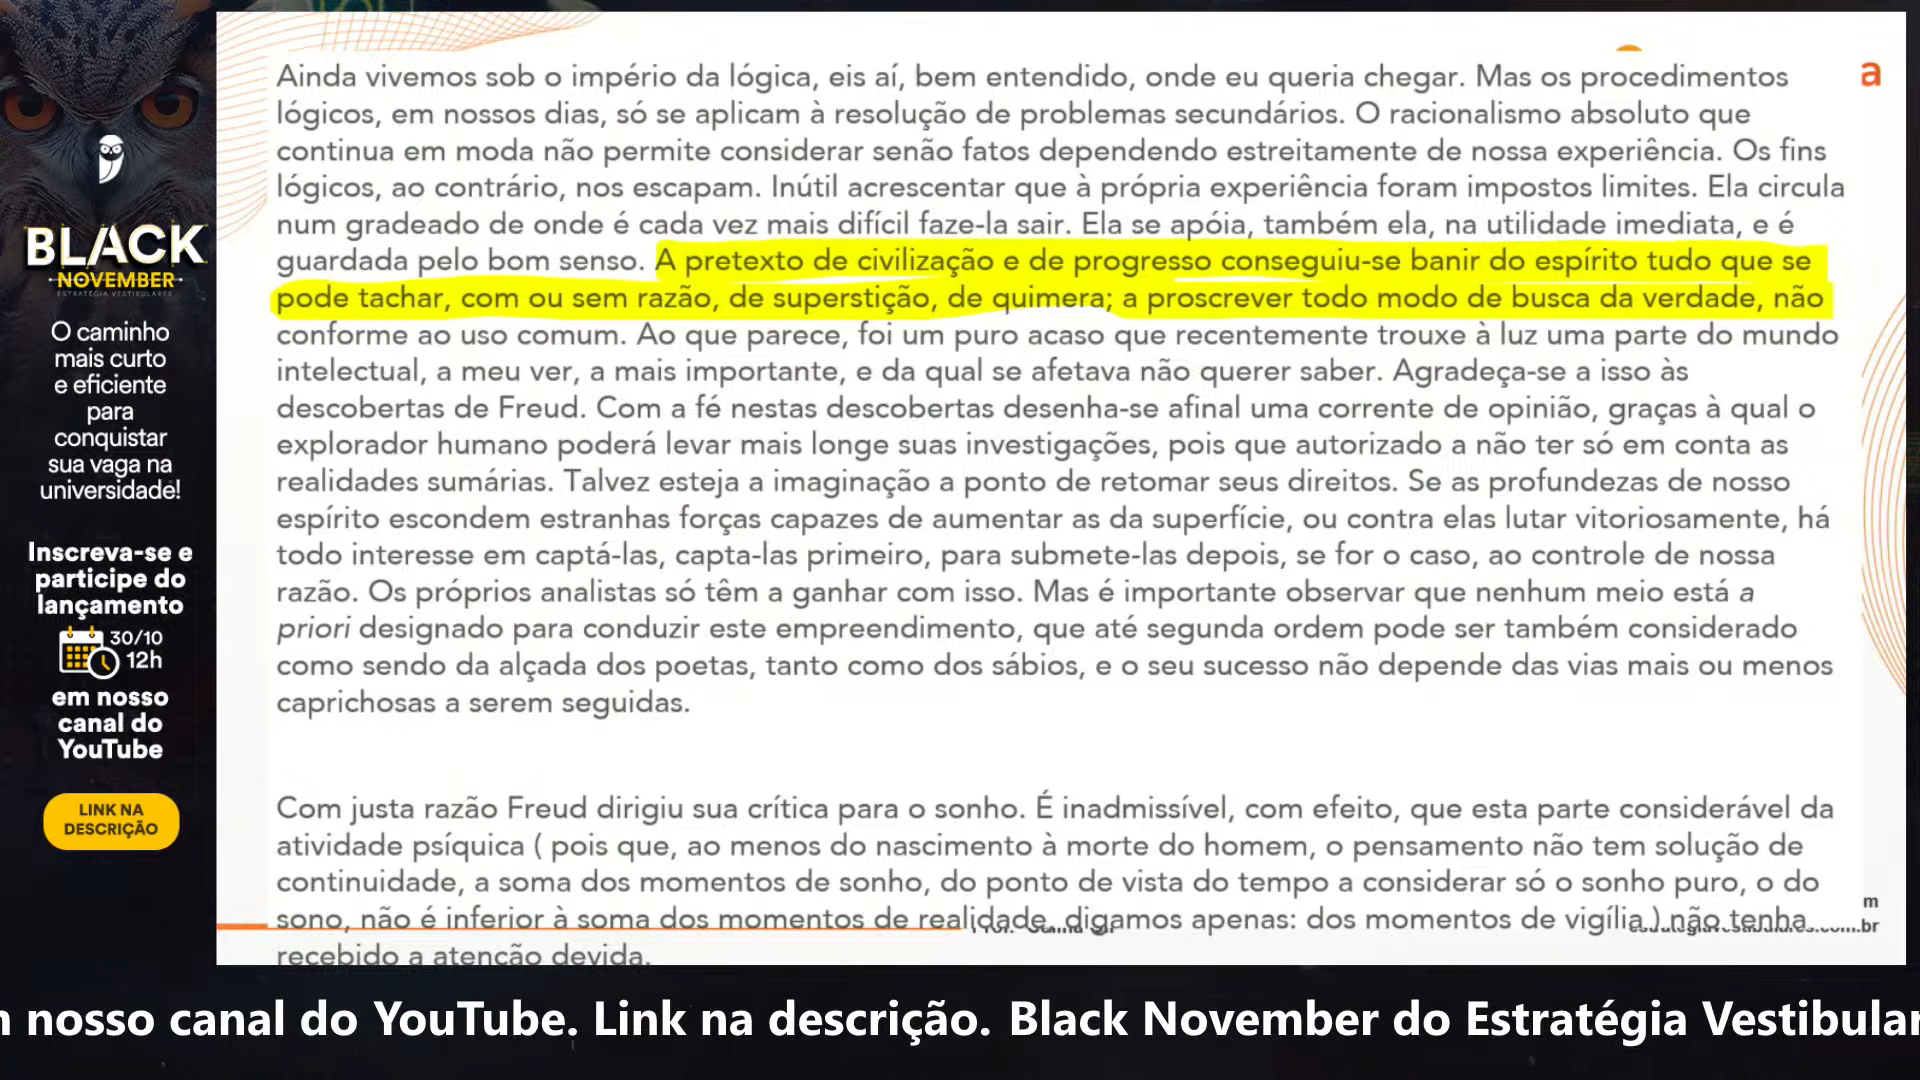 BLACK
NOVEMBER
ESTRATÉGIA VESTIBULARES
O caminho
mais curto
e eficiente
para
conquistar
sua vaga na
universidade!
Inscreva-se e
participe do
lançamento
30/10
12h
em nosso
canal do
YouTube
LINK NA
DESCRIÇÃO
a
Ainda vivemos sob o império da lógica, eis aí, bem entendido, onde eu queria chegar. Mas os procedimentos
lógicos, em nossos dias, só se aplicam à resolução de problemas secundários. O racionalismo absoluto que
continua em moda não permite considerar senão fatos dependendo estreitamente de nossa experiência. Os fins
lógicos, ao contrário, nos escapam. Inútil acrescentar que à própria experiência foram impostos limites. Ela circula
num gradeado de onde é cada vez mais difícil faze-la sair. Ela se apóia, também ela, na utilidade imediata, e é
guardada pelo bom senso. A pretexto de civilização e de progresso conseguiu-se banir do espírito tudo que se
pode tachar, com ou sem razão, de superstição, de quimera; a proscrever todo modo de busca da verdade, não
conforme ao uso comum. Ao que parece, foi um puro acaso que recentemente trouxe à luz uma parte do mundo
intelectual, a meu ver, a mais importante, e da qual se afetava não querer saber. Agradeça-se a isso às
descobertas de Freud. Com a fé nestas descobertas desenha-se afinal uma corrente de opinião, graças à qual o
explorador humano poderá levar mais longe suas investigações, pois que autorizado a não ter só em conta as
realidades sumárias. Talvez esteja a imaginação a ponto de retomar seus direitos. Se as profundezas de nosso
espírito escondem estranhas forças capazes de aumentar as da superfície, ou contra elas lutar vitoriosamente, há
todo interesse em captá-las, capta-las primeiro, para submete-las depois, se for o caso, ao controle de nossa
razão. Os próprios analistas só têm a ganhar com isso. Mas é importante observar que nenhum meio está a
priori designado para conduzir este empreendimento, que até segunda ordem pode ser também considerado
como sendo da alçada dos poetas, tanto como dos sábios, e o seu sucesso não depende das vias mais ou menos
caprichosas a serem seguidas.
Com justa razão Freud dirigiu sua crítica para o sonho. É inadmissível, com efeito, que esta parte considerável da
atividade psíquica ( pois que, ao menos do nascimento à morte do homem, o pensamento não tem solução de
continuidade, a soma dos momentos de sonho, do ponto de vista do tempo a considerar só o sonho puro, o do
sono, não é inferior à soma dos momentos de realidade, digamos apenas: dos momentos de vigília.) não tenha
recebido a atenção devida.
m
.br
nosso canal do YouTube. Link na descrição. Black November do Estratégia